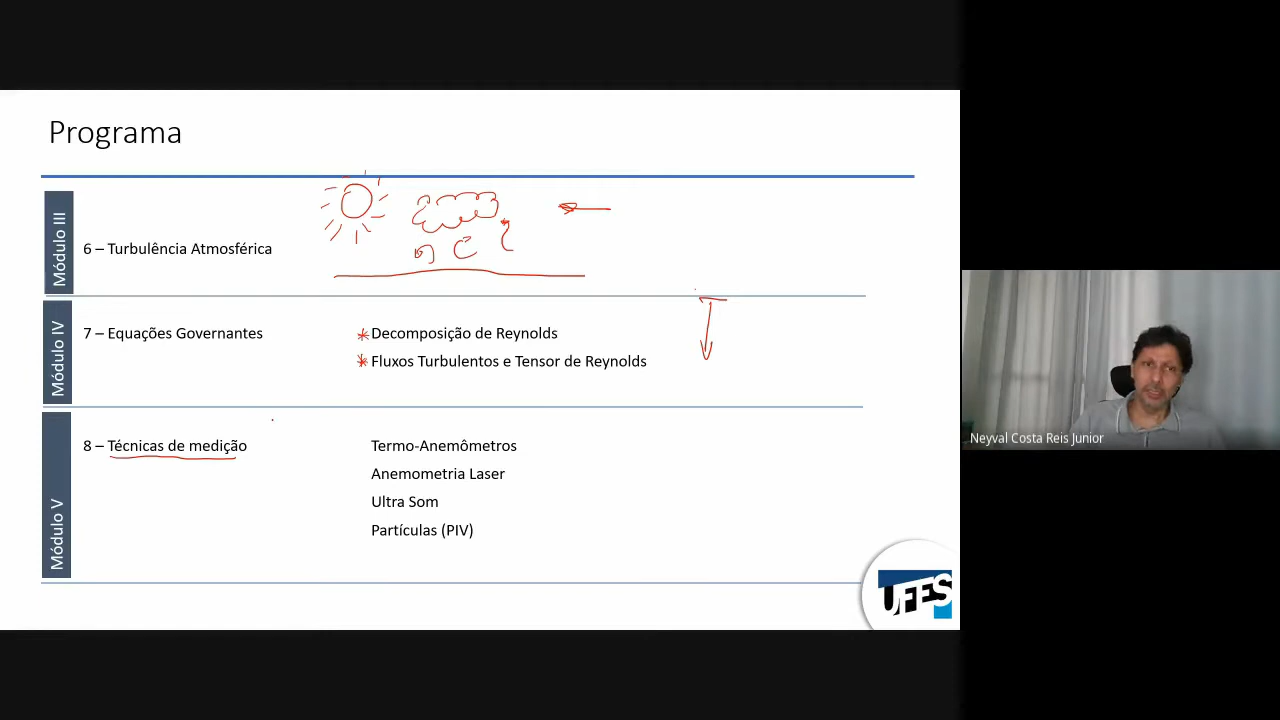 Programa
Módulo III
6 – Turbulência Atmosférica
Módulo IV
7 – Equações Governantes
Decomposição de Reynolds
Fluxos Turbulentos e Tensor de Reynolds
Módulo V
8 – Técnicas de medição
Termo-Anemômetros
Anemometria Laser
Ultra Som
Partículas (PIV)
UFES
Neyval Costa Reis Junior